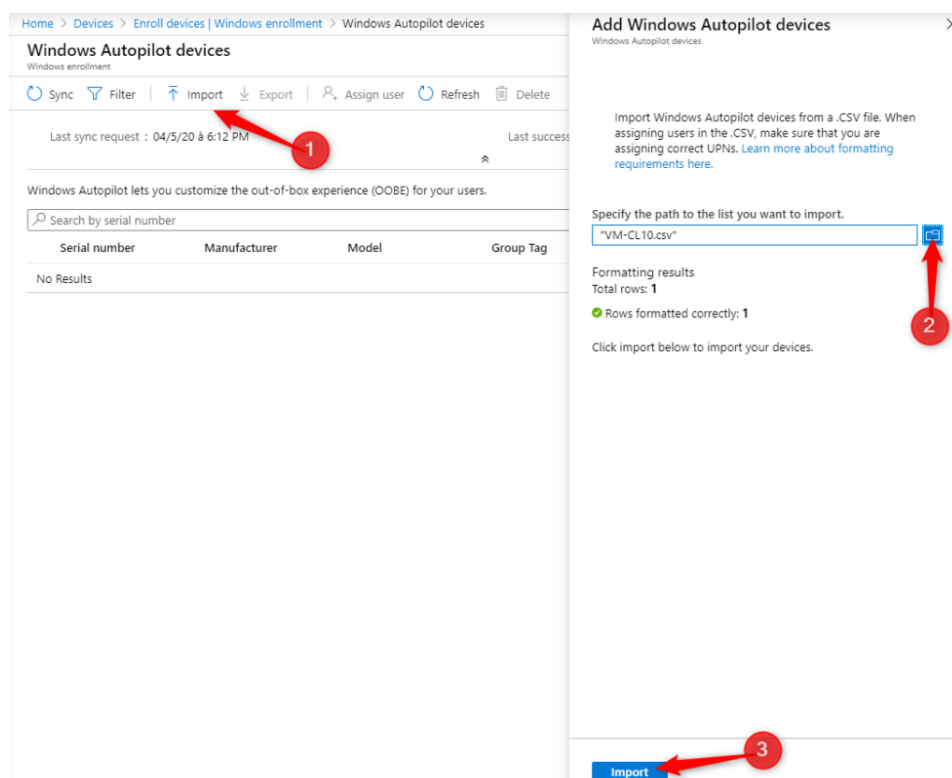 Home > Devices > Enroll devices | Windows enrollment > Windows Autopilot devices
Windows Autopilot devices
Windows enrollment
Sync Filter Import Export Assign user Refresh Delete
Last sync request : 04/5/20 à 6:12 PM Last success
1
Windows Autopilot lets you customize the out-of-box experience (OOBE) for your users.
Search by serial number
Serial number Manufacturer Model Group Tag
No Results
Add Windows Autopilot devices
Windows Autopilot devices
Import Windows Autopilot devices from a .CSV file. When
assigning users in the .CSV, make sure that you are
assigning correct UPNs. Learn more about formatting
requirements here.
Specify the path to the list you want to import.
"VM-CL10.csv"
Formatting results
Total rows: 1
Rows formatted correctly: 1
2
Click import below to import your devices.
3
Import